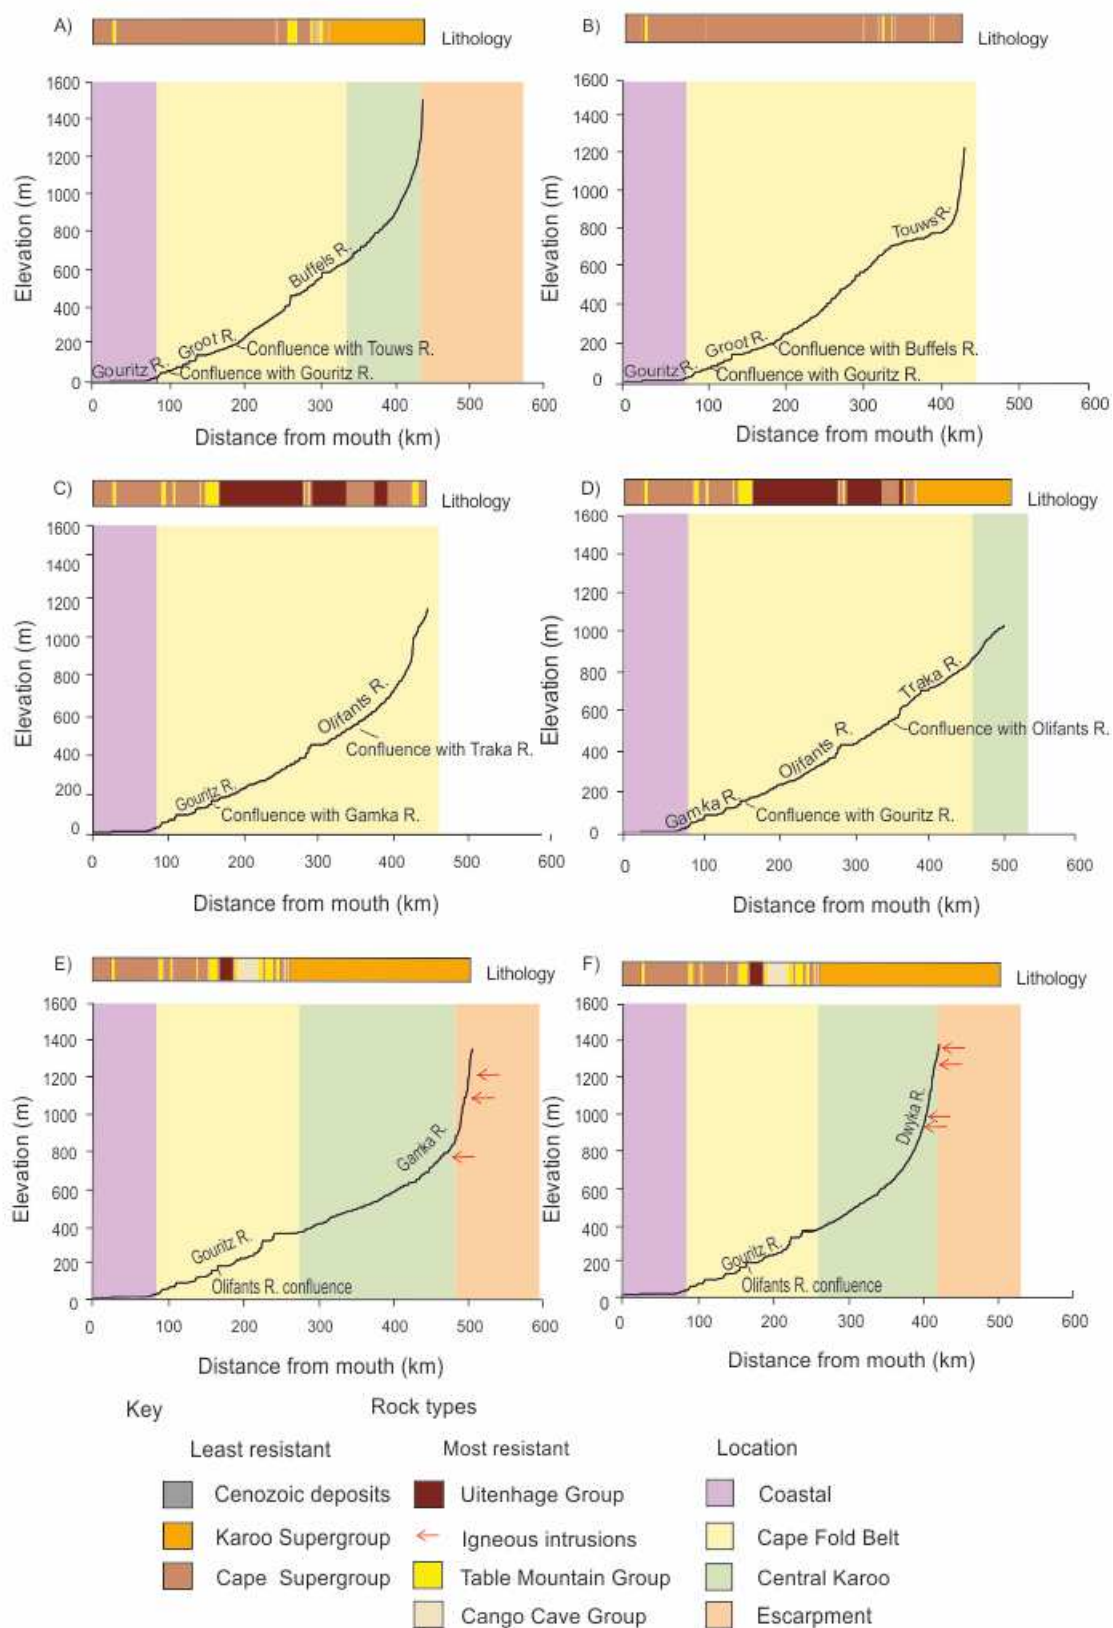 A)
Lithology
1600
1400
1200
1000
800
600
400
200
0
Elevation (m)
Gouritz R.
Groot R.
Buffels R.
Confluence with Touws R.
Confluence with Gouritz R.
0 100 200 300 400 500 600
Distance from mouth (km)
B)
Lithology
1600
1400
1200
1000
800
600
400
200
0
Elevation (m)
Gouritz R.
Groot R.
Touws R.
Confluence with Buffels R.
Confluence with Gouritz R.
0 100 200 300 400 500 600
Distance from mouth (km)
C)
Lithology
1600
1400
1200
1000
800
600
400
200
0
Elevation (m)
Gouritz R.
Olifants R.
Confluence with Traka R.
Confluence with Gamka R.
0 100 200 300 400 500 600
Distance from mouth (km)
D)
Lithology
1600
1400
1200
1000
800
600
400
200
0
Elevation (m)
Gamka R.
Olifants R.
Traka R.
Confluence with Olifants R.
Confluence with Gouritz R.
0 100 200 300 400 500 600
Distance from mouth (km)
E)
Lithology
1600
1400
1200
1000
800
600
400
200
0
Elevation (m)
Gouritz R.
Gamka R.
Olifants R. confluence
0 100 200 300 400 500 600
Distance from mouth (km)
F)
Lithology
1600
1400
1200
1000
800
600
400
200
0
Elevation (m)
Gouritz R.
Dwyka R.
Olifants R. confluence
0 100 200 300 400 500 600
Distance from mouth (km)
Key
Rock types
Least resistant Most resistant Location
Cenozoic deposits Uitenhage Group Coastal
Karoo Supergroup Igneous intrusions Cape Fold Belt
Cape Supergroup Table Mountain Group Central Karoo
Cango Cave Group Escarpment